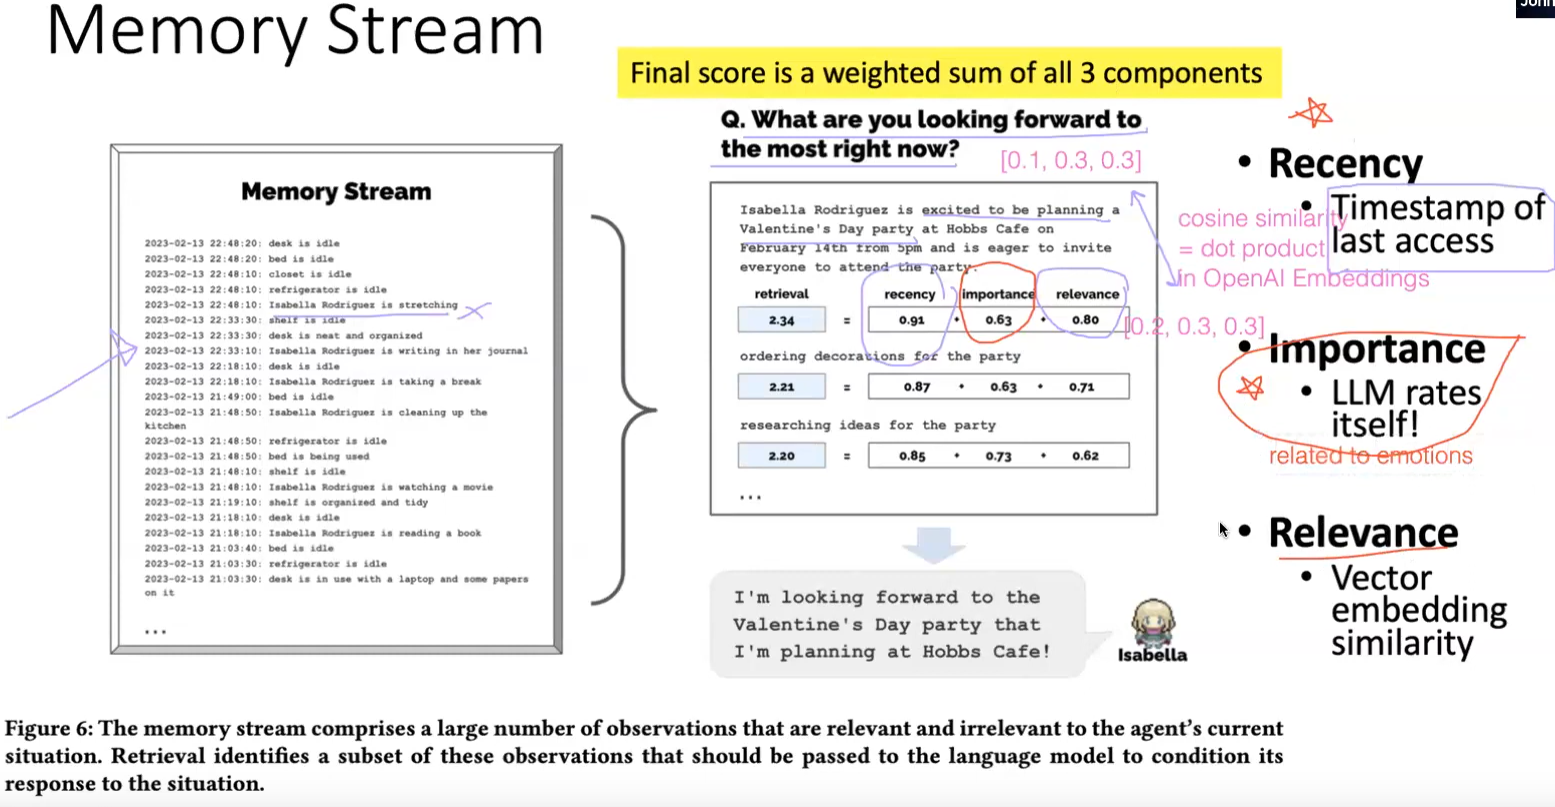 Memory Stream
John
Final score is a weighted sum of all 3 components
Memory Stream
2023-02-13 22:48:20: desk is idle
2023-02-13 22:48:20: bed is idle
2023-02-13 22:48:10: closet is idle
2023-02-13 22:48:10: refrigerator is idle
2023-02-13 22:48:10: Isabella Rodriguez is stretching
2023-02-13 22:33:30: shelf is idle
2023-02-13 22:33:30: desk is neat and organized
2023-02-13 22:33:10: Isabella Rodriguez is writing in her journal
2023-02-13 22:18:10: desk is idle
2023-02-13 22:18:10: Isabella Rodriguez is taking a break
2023-02-13 21:49:00: bed is idle
2023-02-13 21:48:50: Isabella Rodriguez is cleaning up the
kitchen
2023-02-13 21:48:50: refrigerator is idle
2023-02-13 21:48:50: bed is being used
2023-02-13 21:48:10: shelf is idle
2023-02-13 21:48:10: Isabella Rodriguez is watching a movie
2023-02-13 21:19:10: shelf is organized and tidy
2023-02-13 21:18:10: desk is idle
2023-02-13 21:18:10: Isabella Rodriguez is reading a book
2023-02-13 21:03:40: bed is idle
2023-02-13 21:03:30: refrigerator is idle
2023-02-13 21:03:30: desk is in use with a laptop and some papers
on it
...
Q. What are you looking forward to
the most right now?
[0.1, 0.3, 0.3]
Isabella Rodriguez is excited to be planning a
Valentine's Day party at Hobbs Cafe on
February 14th from 5pm and is eager to invite
everyone to attend the party.
retrieval recency importance relevance
2.34 = 0.91 • 0.63 • 0.80
[0.2, 0.3, 0.3]
ordering decorations for the party
2.21 = 0.87 • 0.63 • 0.71
researching ideas for the party
2.20 = 0.85 • 0.73 • 0.62
...
I'm looking forward to the
Valentine's Day party that
I'm planning at Hobbs Cafe!
Isabella
• Recency
• Timestamp of
last access
cosine similarity
= dot product
in OpenAI Embeddings
• Importance
• LLM rates
itself!
related to emotions
• Relevance
• Vector
embedding
similarity
Figure 6: The memory stream comprises a large number of observations that are relevant and irrelevant to the agent's current
situation. Retrieval identifies a subset of these observations that should be passed to the language model to condition its
response to the situation.